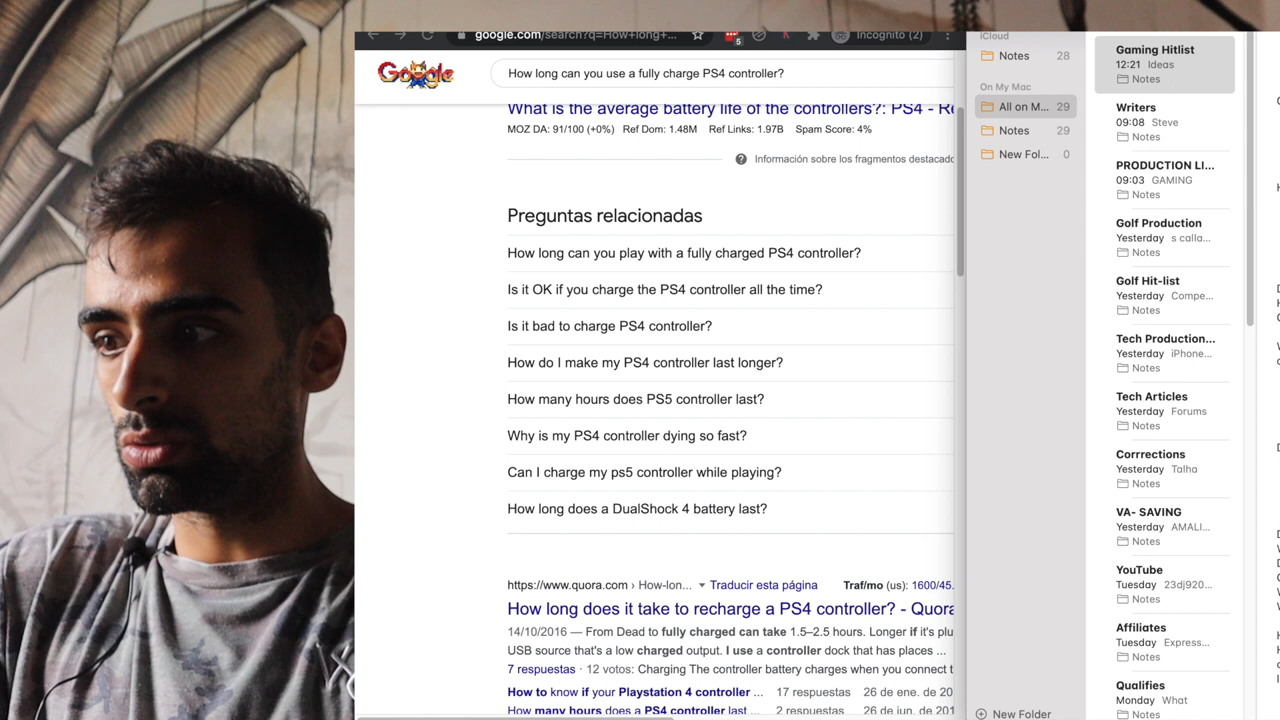 google.com/search?q=How+long+...
5
Incognito (2)
Google
How long can you use a fully charge PS4 controller?
What is the average battery life of the controllers?: PS4 - Re
MOZ DA: 91/100 (+0%) Ref Dom: 1.48M Ref Links: 1.97B Spam Score: 4%
Información sobre los fragmentos destacado
Preguntas relacionadas
How long can you play with a fully charged PS4 controller?
Is it OK if you charge the PS4 controller all the time?
Is it bad to charge PS4 controller?
How do I make my PS4 controller last longer?
How many hours does PS5 controller last?
Why is my PS4 controller dying so fast?
Can I charge my ps5 controller while playing?
How long does a DualShock 4 battery last?
https://www.quora.com › How-lon... Traducir esta página Traf/mo (us): 1600/45.
How long does it take to recharge a PS4 controller? - Quora
14/10/2016 — From Dead to fully charged can take 1.5–2.5 hours. Longer if it's plu
USB source that's a low charged output. I use a controller dock that has places ...
7 respuestas · 12 votos: Charging The controller battery charges when you connect t
How to know if your Playstation 4 controller ... 17 respuestas 26 de ene. de 20
How many hours does a PS4 controller last ... 2 respuestas 26 de jun. de 201
iCloud
Notes 28
On My Mac
All on M... 29
Notes 29
New Fol... 0
New Folder
Gaming Hitlist
12:21 Ideas
Notes
Writers
09:08 Steve
Notes
PRODUCTION LI...
09:03 GAMING
Notes
Golf Production
Yesterday s calla...
Notes
Golf Hit-list
Yesterday Compe...
Notes
Tech Production...
Yesterday iPhone...
Notes
Tech Articles
Yesterday Forums
Notes
Corrrections
Yesterday Talha
Notes
VA- SAVING
Yesterday AMALI...
Notes
YouTube
Tuesday 23dj920...
Notes
Affiliates
Tuesday Express...
Notes
Qualifies
Monday What
Notes